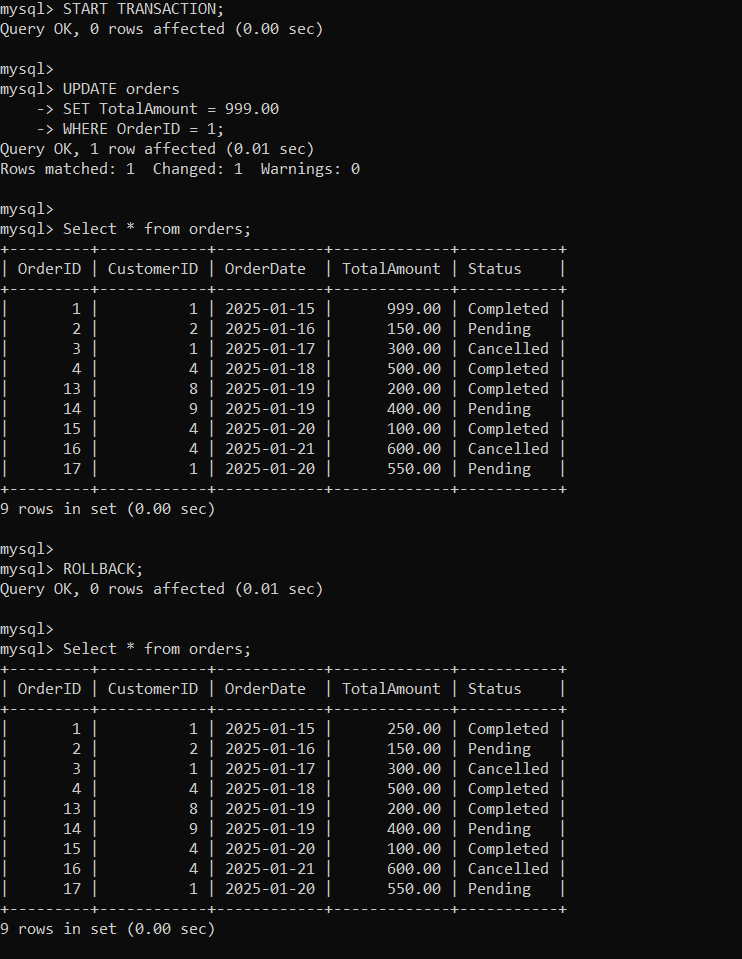 mysql> START TRANSACTION;
Query OK, 0 rows affected (0.00 sec)

mysql>
mysql> UPDATE orders
    -> SET TotalAmount = 999.00
    -> WHERE OrderID = 1;
Query OK, 1 row affected (0.01 sec)
Rows matched: 1  Changed: 1  Warnings: 0

mysql>
mysql> Select * from orders;
+---------+------------+------------+-------------+-----------+
| OrderID | CustomerID | OrderDate  | TotalAmount | Status    |
+---------+------------+------------+-------------+-----------+
|       1 |          1 | 2025-01-15 |      999.00 | Completed |
|       2 |          2 | 2025-01-16 |      150.00 | Pending   |
|       3 |          1 | 2025-01-17 |      300.00 | Cancelled |
|       4 |          4 | 2025-01-18 |      500.00 | Completed |
|      13 |          8 | 2025-01-19 |      200.00 | Completed |
|      14 |          9 | 2025-01-19 |      400.00 | Pending   |
|      15 |          4 | 2025-01-20 |      100.00 | Completed |
|      16 |          4 | 2025-01-21 |      600.00 | Cancelled |
|      17 |          1 | 2025-01-20 |      550.00 | Pending   |
+---------+------------+------------+-------------+-----------+
9 rows in set (0.00 sec)

mysql>
mysql> ROLLBACK;
Query OK, 0 rows affected (0.01 sec)

mysql>
mysql> Select * from orders;
+---------+------------+------------+-------------+-----------+
| OrderID | CustomerID | OrderDate  | TotalAmount | Status    |
+---------+------------+------------+-------------+-----------+
|       1 |          1 | 2025-01-15 |      250.00 | Completed |
|       2 |          2 | 2025-01-16 |      150.00 | Pending   |
|       3 |          1 | 2025-01-17 |      300.00 | Cancelled |
|       4 |          4 | 2025-01-18 |      500.00 | Completed |
|      13 |          8 | 2025-01-19 |      200.00 | Completed |
|      14 |          9 | 2025-01-19 |      400.00 | Pending   |
|      15 |          4 | 2025-01-20 |      100.00 | Completed |
|      16 |          4 | 2025-01-21 |      600.00 | Cancelled |
|      17 |          1 | 2025-01-20 |      550.00 | Pending   |
+---------+------------+------------+-------------+-----------+
9 rows in set (0.00 sec)